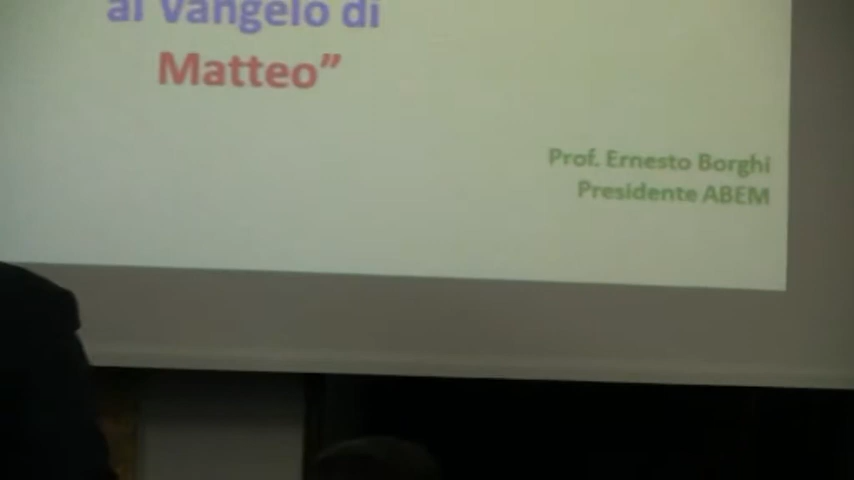 al Vangelo di
Matteo”
Prof. Ernesto Borghi
Presidente ABEM